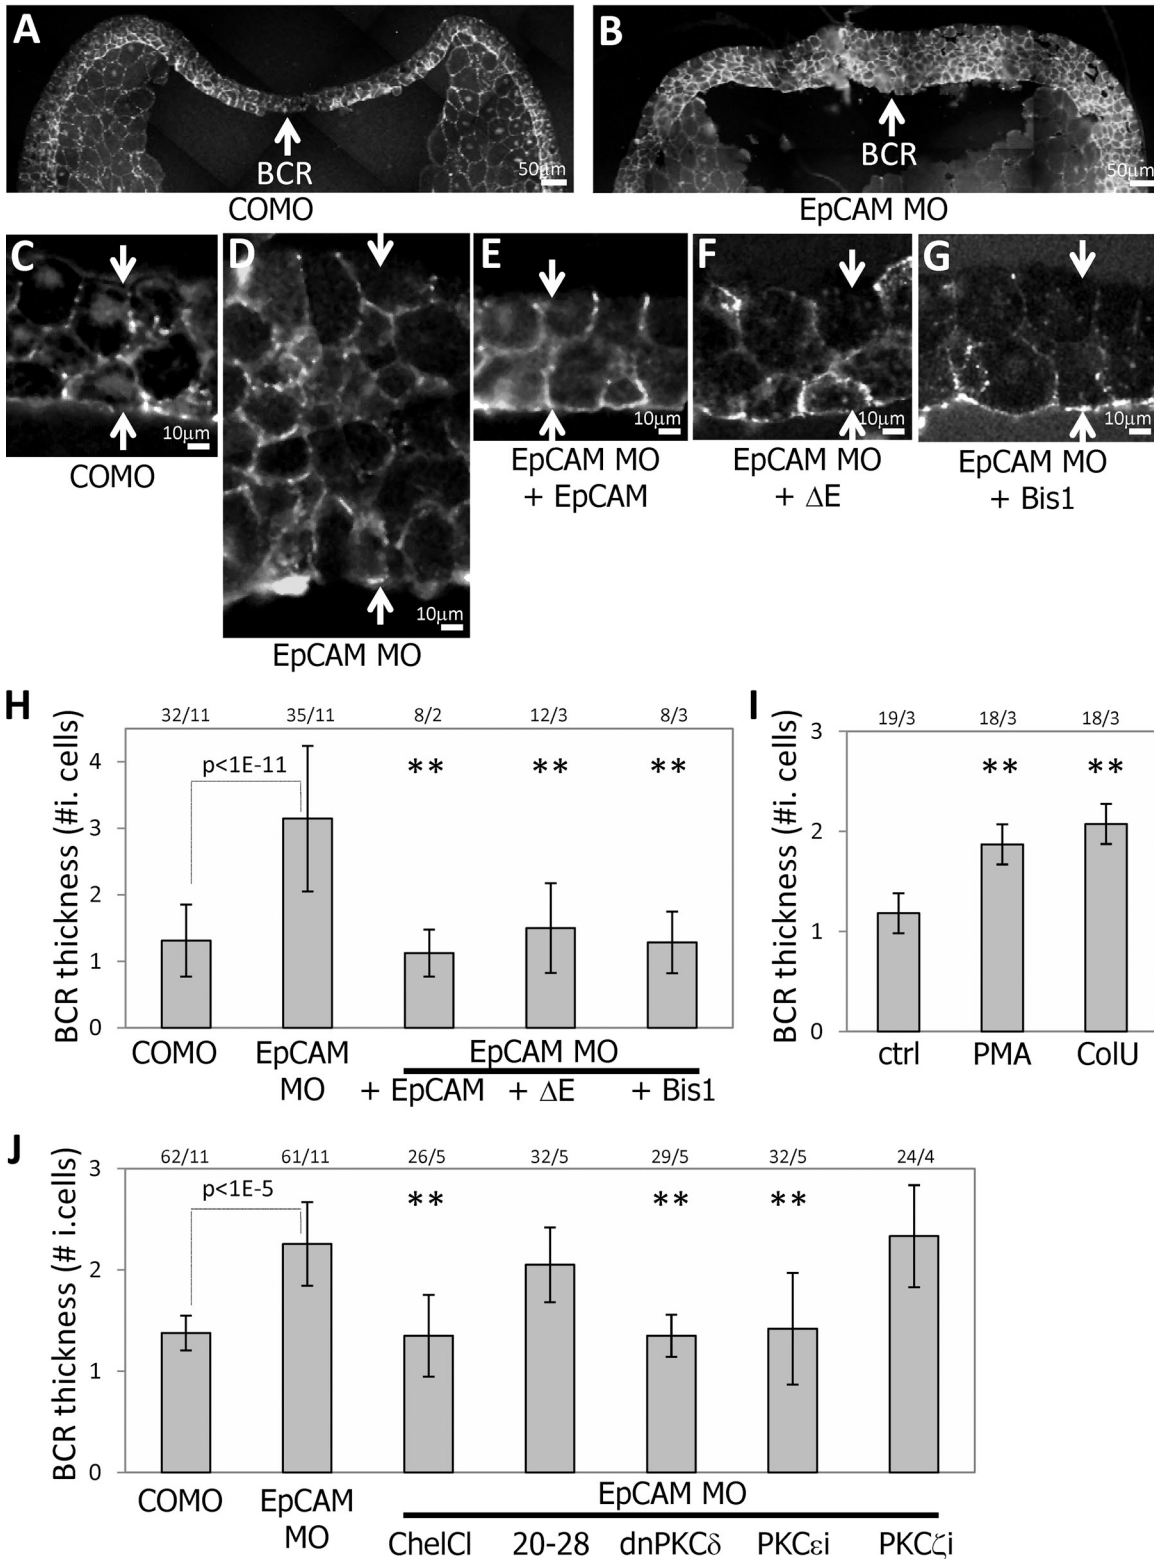 A
BCR
50μm
COMO
B
BCR
50μm
EpCAM MO
C
10μm
COMO
D
10μm
EpCAM MO
E
10μm
EpCAM MO
+ EpCAM
F
10μm
EpCAM MO
+ ΔE
G
10μm
EpCAM MO
+ Bis1
H
BCR thickness (#i. cells)
32/11 35/11 8/2 12/3 8/3
p<1E-11 ** ** **
4
3
2
1
0
COMO EpCAM MO EpCAM MO
+ EpCAM + ΔE + Bis1
I
BCR thickness (#i. cells)
19/3 18/3 18/3
** **
3
2
1
0
ctrl PMA ColU
J
BCR thickness (# i.cells)
62/11 61/11 26/5 32/5 29/5 32/5 24/4
p<1E-5 ** ** **
3
2
1
0
COMO EpCAM MO EpCAM MO
ChelCl 20-28 dnPKCδ PKCεi PKCζi